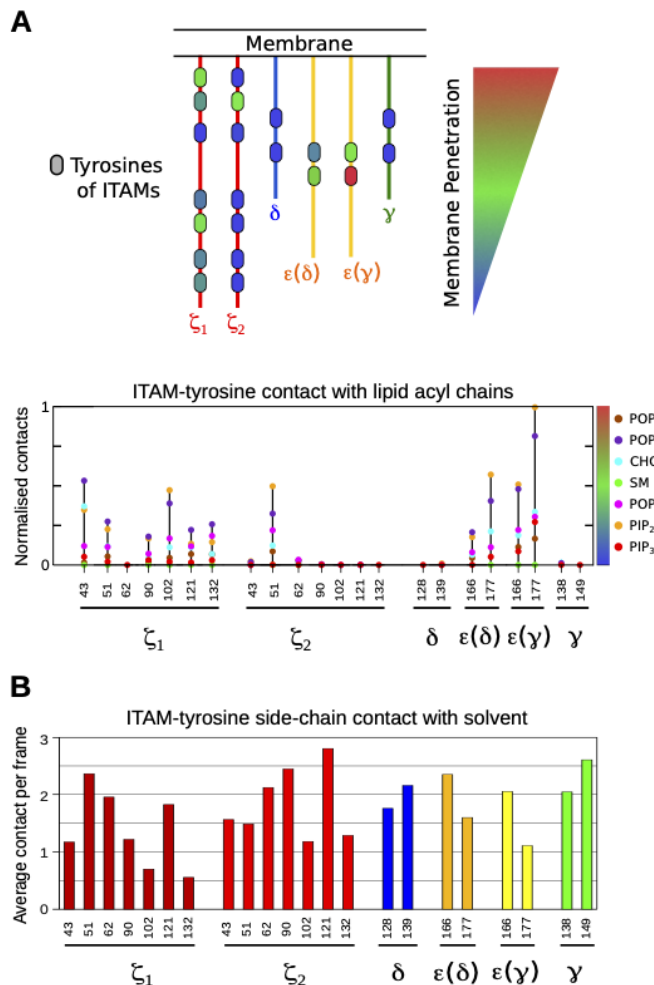 A
Membrane
Tyrosines
of ITAMs
Membrane Penetration
δ
γ
ε(δ) ε(γ)
ζ1 ζ2
ITAM-tyrosine contact with lipid acyl chains
Normalised contacts
1
0
POP
POP
CHO
SM
POP
PIP2
PIP3
43 51 62 90 102 121 132 43 51 62 90 102 121 132 128 139 166 177 166 177 138 149
ζ1 ζ2 δ ε(δ) ε(γ) γ
B
ITAM-tyrosine side-chain contact with solvent
Average contact per frame
3
2
1
0
43 51 62 90 102 121 132 43 51 62 90 102 121 132 128 139 166 177 166 177 138 149
ζ1 ζ2 δ ε(δ) ε(γ) γ